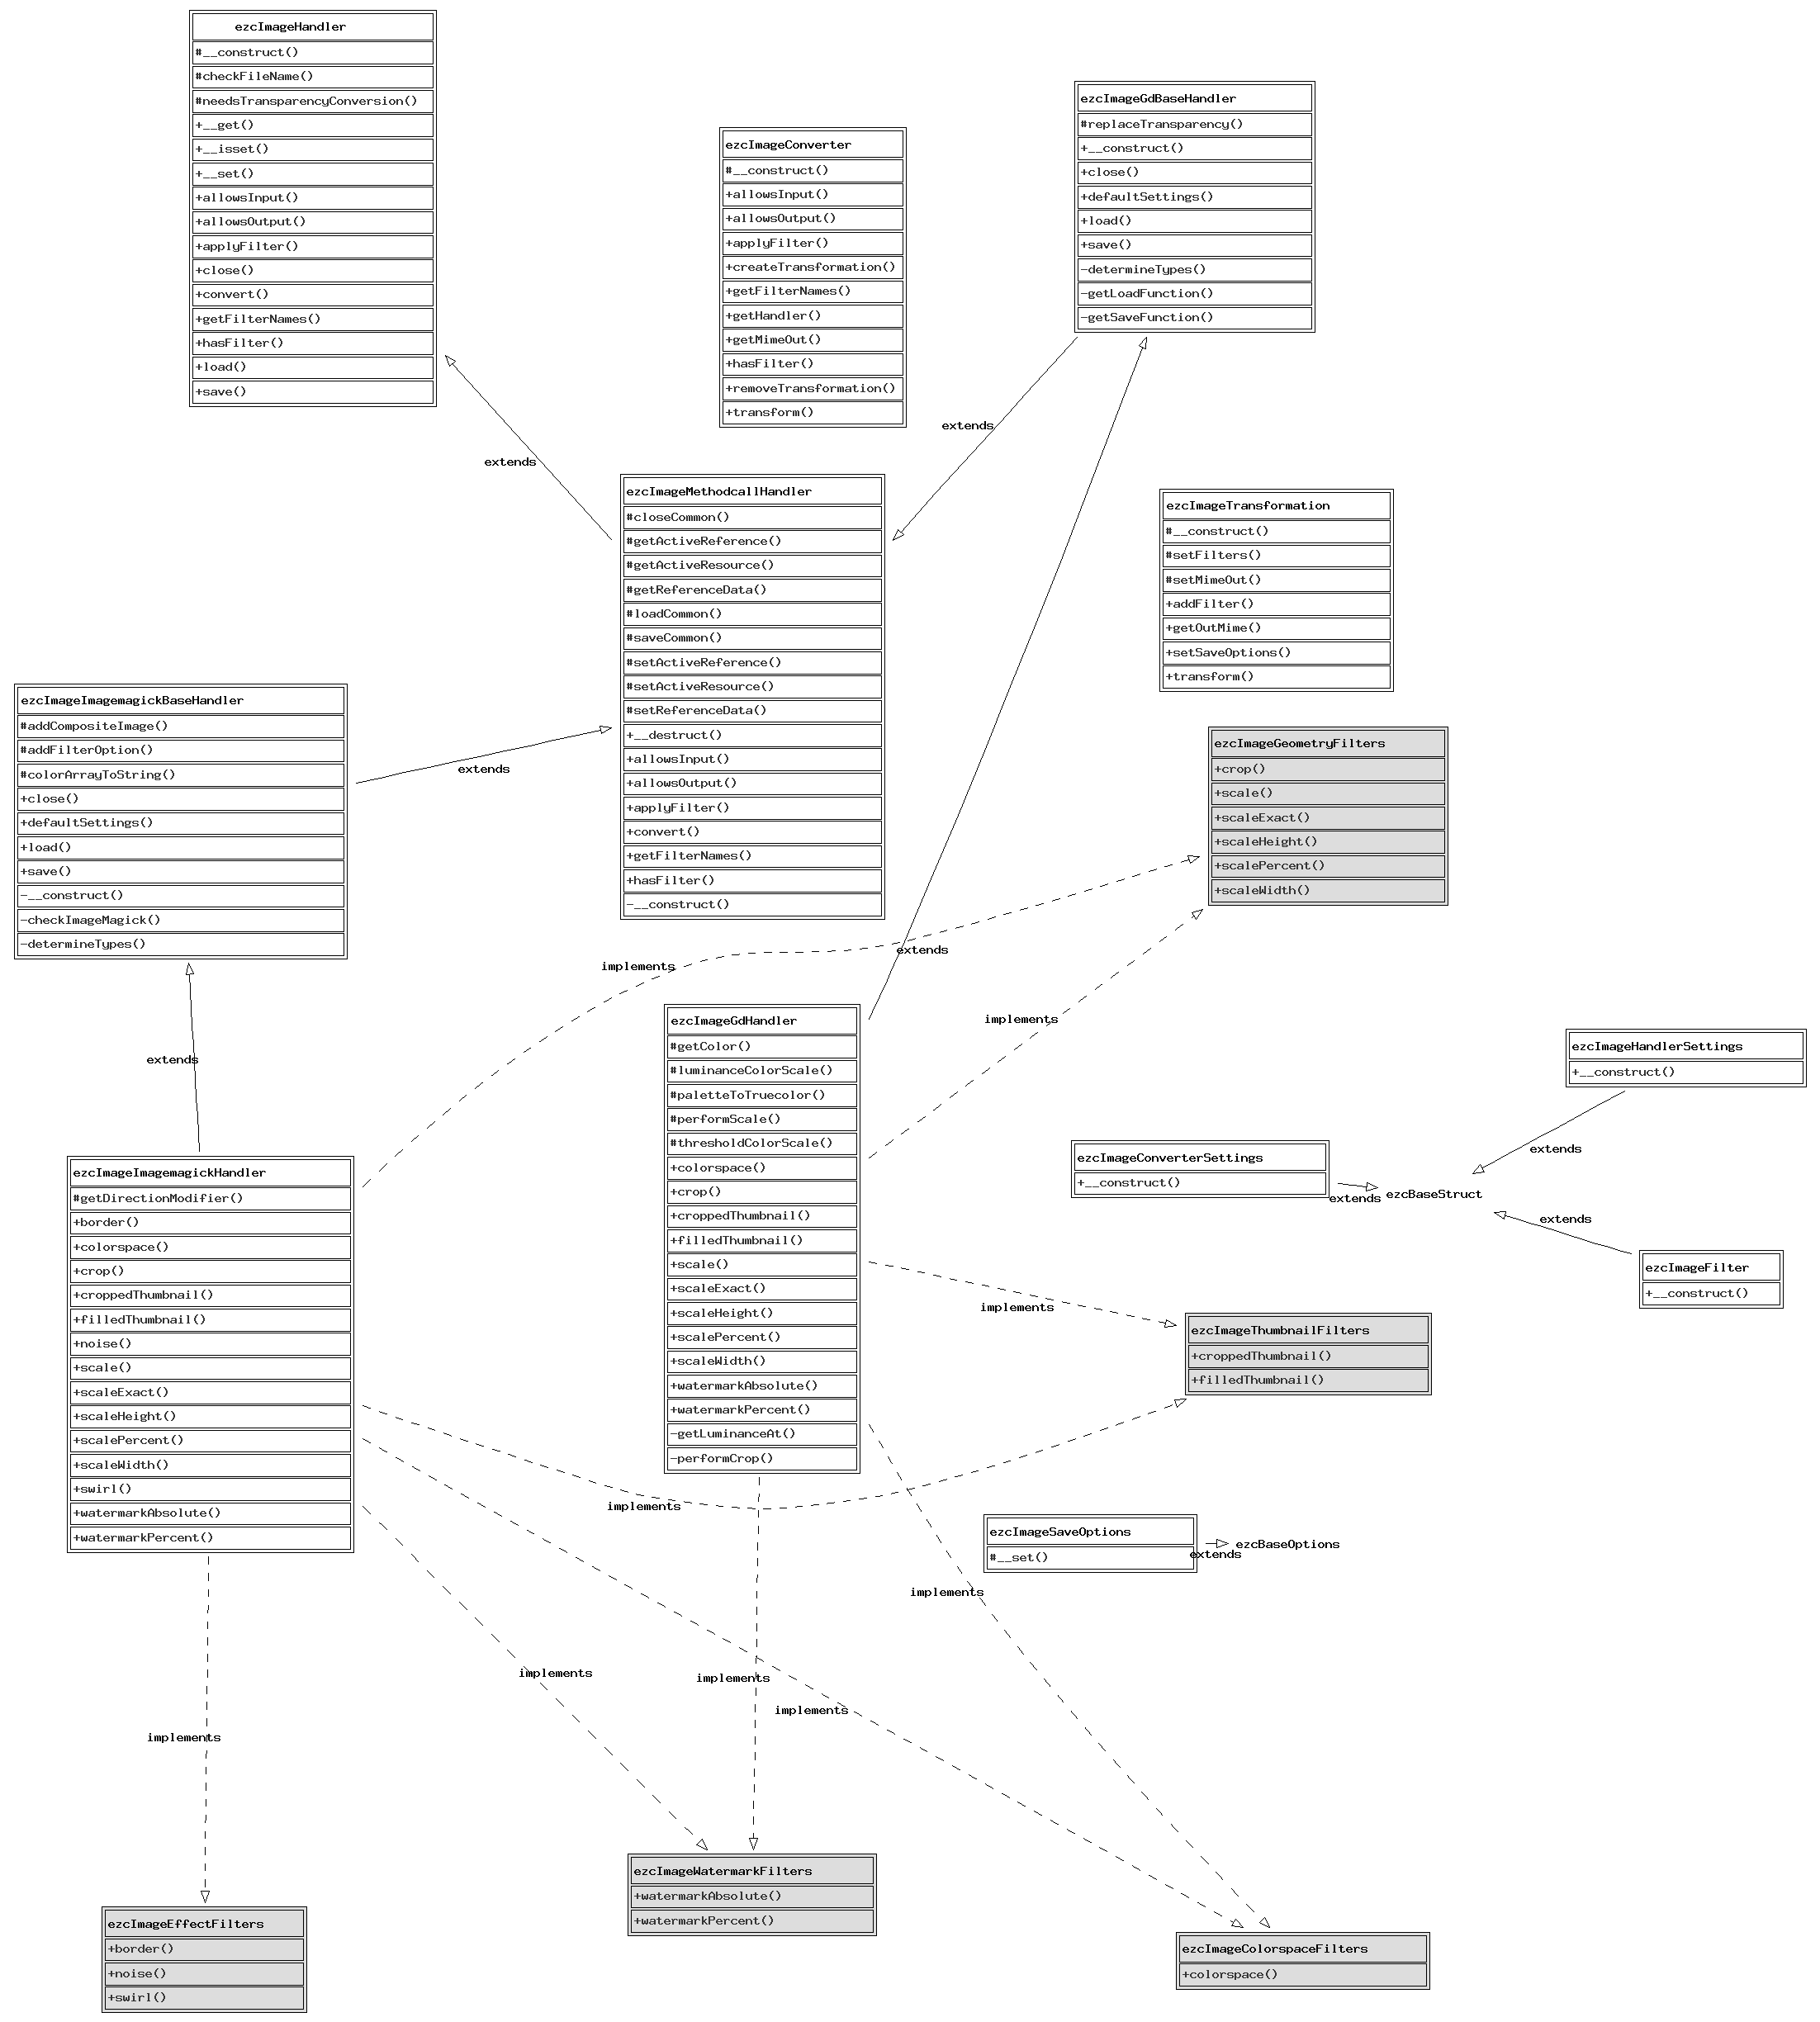 ezcImageHandler
#__construct()
#checkFileName()
#needsTransparencyConversion()
+__get()
+__isset()
+__set()
+allowsInput()
+allowsOutput()
+applyFilter()
+close()
+convert()
+getFilterNames()
+hasFilter()
+load()
+save()
ezcImageConverter
#__construct()
+allowsInput()
+allowsOutput()
+applyFilter()
+createTransformation()
+getFilterNames()
+getHandler()
+getMimeOut()
+hasFilter()
+removeTransformation()
+transform()
ezcImageGdBaseHandler
#replaceTransparency()
+__construct()
+close()
+defaultSettings()
+load()
+save()
-determineTypes()
-getLoadFunction()
-getSaveFunction()
extends
extends
ezcImageMethodcallHandler
#closeCommon()
#getActiveReference()
#getActiveResource()
#getReferenceData()
#loadCommon()
#saveCommon()
#setActiveReference()
#setActiveResource()
#setReferenceData()
+__destruct()
+allowsInput()
+allowsOutput()
+applyFilter()
+convert()
+getFilterNames()
+hasFilter()
-__construct()
ezcImageTransformation
#__construct()
#setFilters()
#setMimeOut()
+addFilter()
+getOutMime()
+setSaveOptions()
+transform()
ezcImageImagemagickBaseHandler
#addCompositeImage()
#addFilterOption()
#colorArrayToString()
+close()
+defaultSettings()
+load()
+save()
-__construct()
-checkImageMagick()
-determineTypes()
extends
ezcImageGeometryFilters
+crop()
+scale()
+scaleExact()
+scaleHeight()
+scalePercent()
+scaleWidth()
extends
implements
implements
extends
ezcImageGdHandler
#getColor()
#luminanceColorScale()
#paletteToTruecolor()
#performScale()
#thresholdColorScale()
+colorspace()
+crop()
+croppedThumbnail()
+filledThumbnail()
+scale()
+scaleExact()
+scaleHeight()
+scalePercent()
+scaleWidth()
+watermarkAbsolute()
+watermarkPercent()
-getLuminanceAt()
-performCrop()
ezcImageHandlerSettings
+__construct()
ezcImageConverterSettings
+__construct()
extends
extends
ezcBaseStruct
extends
ezcImageFilter
+__construct()
ezcImageImagemagickHandler
#getDirectionModifier()
+border()
+colorspace()
+crop()
+croppedThumbnail()
+filledThumbnail()
+noise()
+scale()
+scaleExact()
+scaleHeight()
+scalePercent()
+scaleWidth()
+swirl()
+watermarkAbsolute()
+watermarkPercent()
implements
ezcImageThumbnailFilters
+croppedThumbnail()
+filledThumbnail()
implements
ezcImageSaveOptions
#__set()
extends
ezcBaseOptions
implements
implements
implements
implements
implements
ezcImageWatermarkFilters
+watermarkAbsolute()
+watermarkPercent()
ezcImageEffectFilters
+border()
+noise()
+swirl()
ezcImageColorspaceFilters
+colorspace()